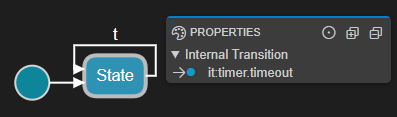 t
State
PROPERTIES
Internal Transition
it:timer.timeout